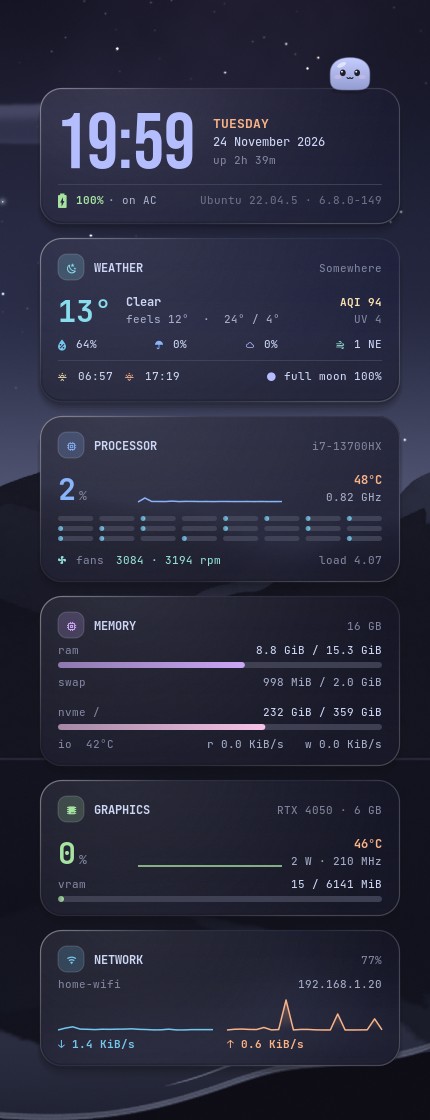 19:59
TUESDAY
24 November 2026
up 2h 39m
100% · on AC
Ubuntu 22.04.5 · 6.8.0-149
WEATHER
Somewhere
13°
Clear
feels 12° · 24° / 4°
AQI 94
UV 4
64% 0% 0% 1 NE
06:57 17:19 full moon 100%
PROCESSOR
i7-13700HX
2%
48°C
0.82 GHz
fans 3084 · 3194 rpm
load 4.07
MEMORY
16 GB
ram 8.8 GiB / 15.3 GiB
swap 998 MiB / 2.0 GiB
nvme / 232 GiB / 359 GiB
io 42°C r 0.0 KiB/s w 0.0 KiB/s
GRAPHICS
RTX 4050 · 6 GB
0%
46°C
2 W · 210 MHz
vram 15 / 6141 MiB
NETWORK
77%
home-wifi 192.168.1.20
↓ 1.4 KiB/s ↑ 0.6 KiB/s